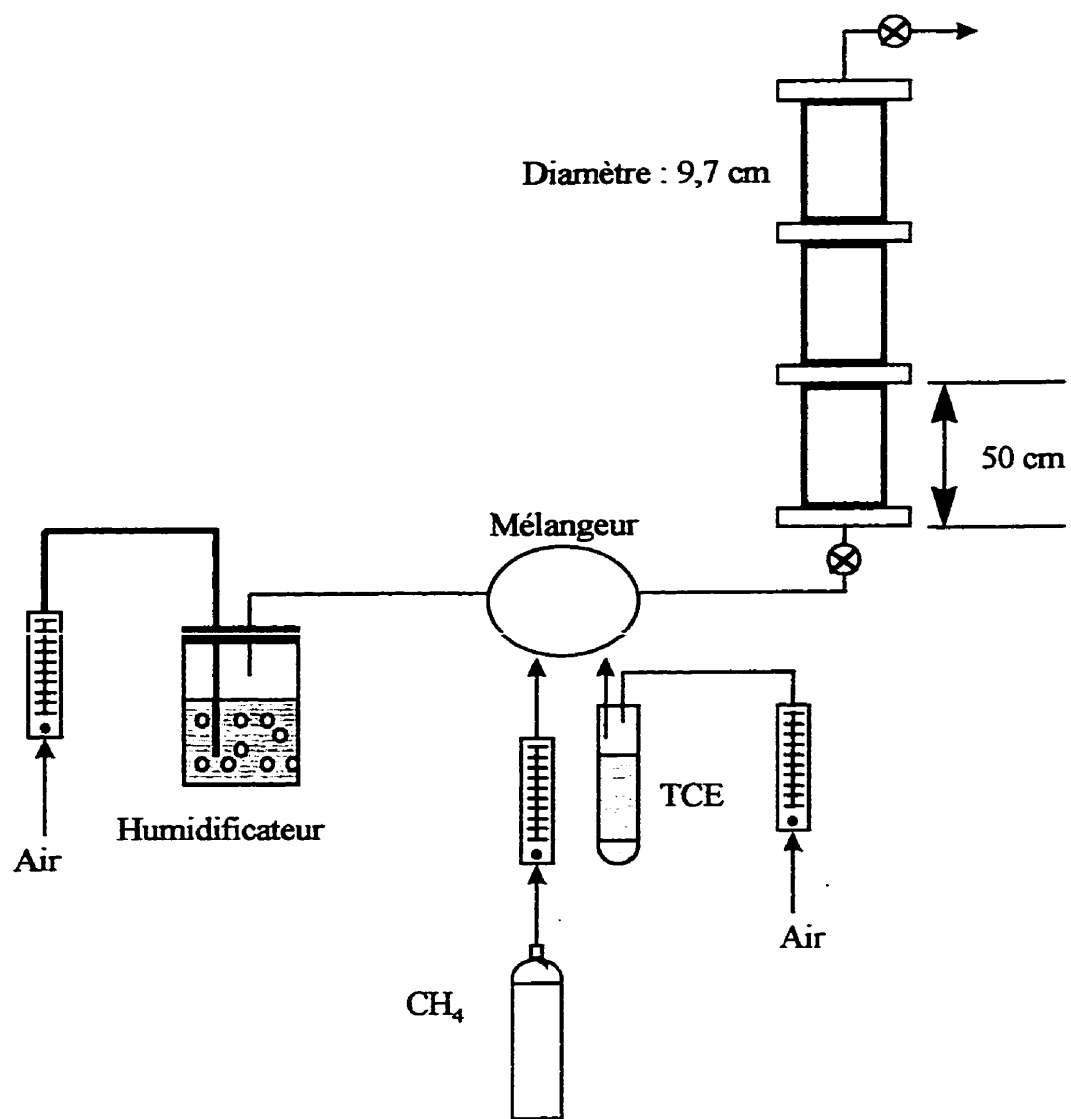 Diamètre : 9,7 cm
50 cm
Mélangeur
Humidificateur
TCE
Air
Air
CH₄